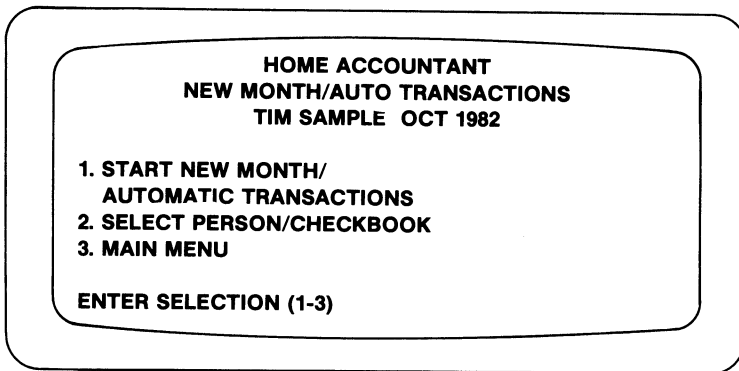 HOME ACCOUNTANT
NEW MONTH/AUTO TRANSACTIONS
TIM SAMPLE OCT 1982
1. START NEW MONTH/
AUTOMATIC TRANSACTIONS
2. SELECT PERSON/CHECKBOOK
3. MAIN MENU
ENTER SELECTION (1-3)